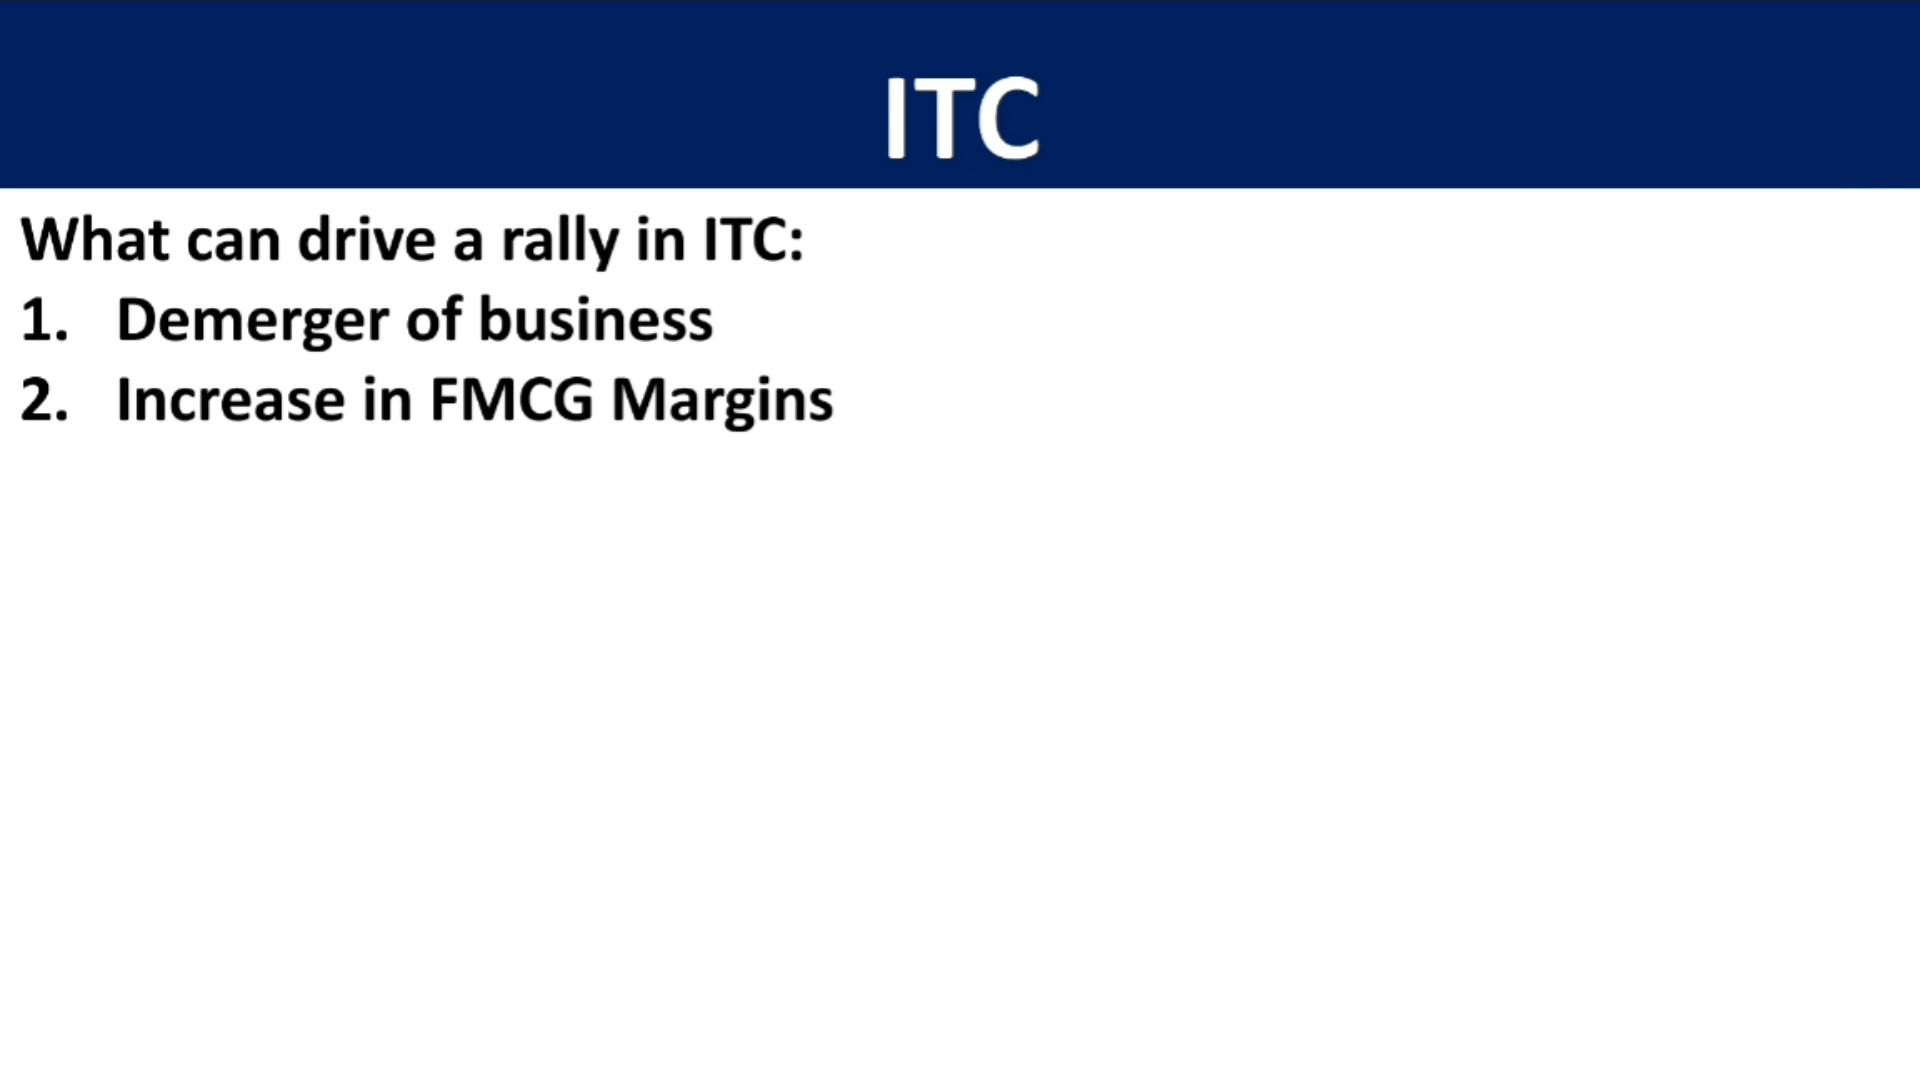 ITC
What can drive a rally in ITC:
1. Demerger of business
2. Increase in FMCG Margins